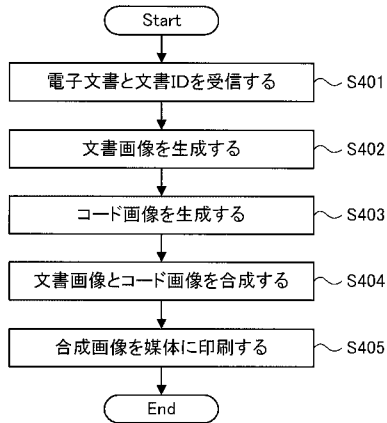 Start
電子文書と文書IDを受信する S401
文書画像を生成する S402
コード画像を生成する S403
文書画像とコード画像を合成する S404
合成画像を媒体に印刷する S405
End